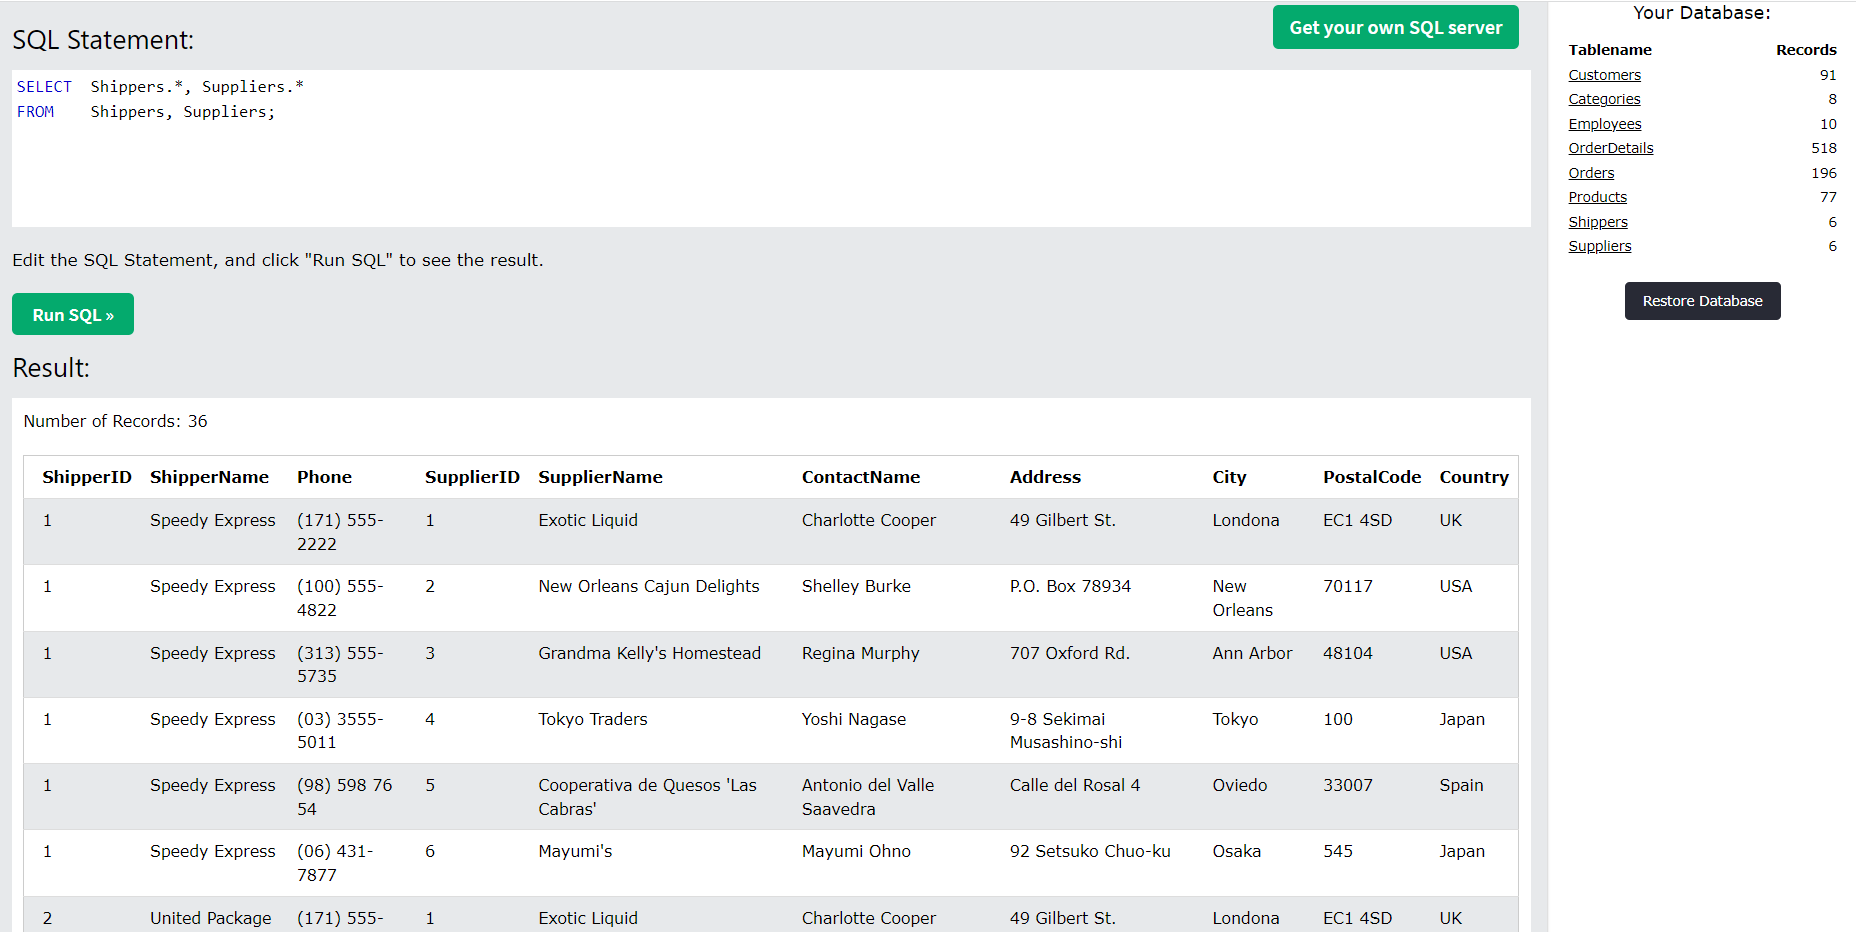 SQL Statement:
Get your own SQL server
SELECT  Shippers.*, Suppliers.*
FROM    Shippers, Suppliers;
Edit the SQL Statement, and click "Run SQL" to see the result.
Run SQL »
Result:
Number of Records: 36
ShipperID ShipperName Phone SupplierID SupplierName ContactName Address City PostalCode Country
1 Speedy Express (171) 555- 1 Exotic Liquid Charlotte Cooper 49 Gilbert St. Londona EC1 4SD UK
2222
1 Speedy Express (100) 555- 2 New Orleans Cajun Delights Shelley Burke P.O. Box 78934 New 70117 USA
4822 Orleans
1 Speedy Express (313) 555- 3 Grandma Kelly's Homestead Regina Murphy 707 Oxford Rd. Ann Arbor 48104 USA
5735
1 Speedy Express (03) 3555- 4 Tokyo Traders Yoshi Nagase 9-8 Sekimai Tokyo 100 Japan
5011 Musashino-shi
1 Speedy Express (98) 598 76 5 Cooperativa de Quesos 'Las Antonio del Valle Calle del Rosal 4 Oviedo 33007 Spain
54 Cabras' Saavedra
1 Speedy Express (06) 431- 6 Mayumi's Mayumi Ohno 92 Setsuko Chuo-ku Osaka 545 Japan
7877
2 United Package (171) 555- 1 Exotic Liquid Charlotte Cooper 49 Gilbert St. Londona EC1 4SD UK
Your Database:
Tablename Records
Customers 91
Categories 8
Employees 10
OrderDetails 518
Orders 196
Products 77
Shippers 6
Suppliers 6
Restore Database